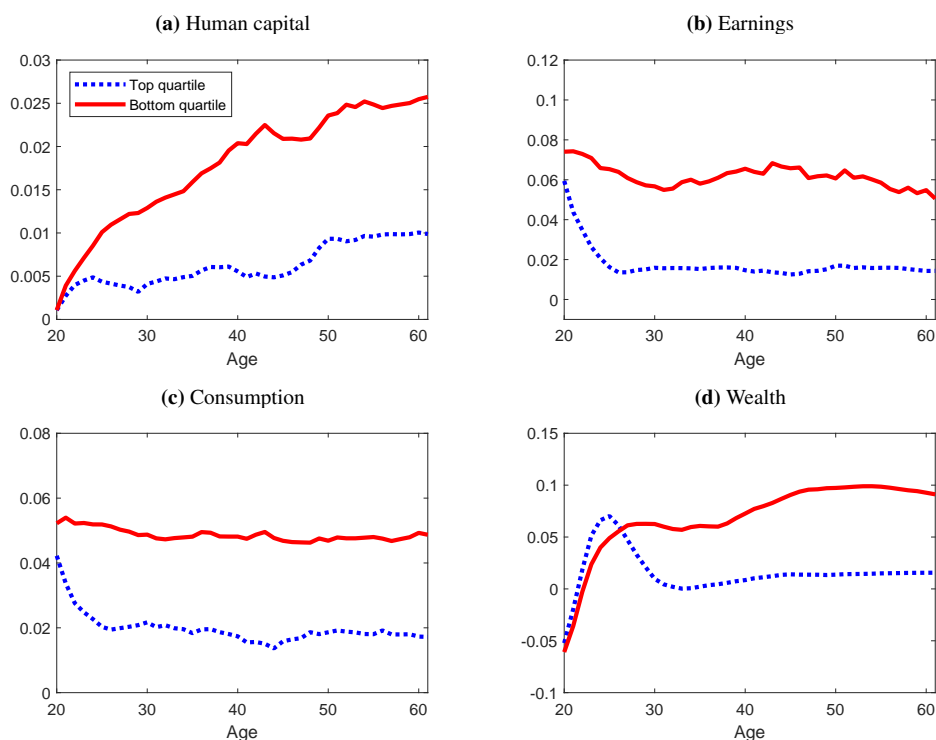 (a) Human capital
0.03
0.025
0.02
0.015
0.01
0.005
0
Top quartile
Bottom quartile
20 30 40 50 60
Age
(b) Earnings
0.12
0.1
0.08
0.06
0.04
0.02
0
20 30 40 50 60
Age
(c) Consumption
0.08
0.06
0.04
0.02
0
20 30 40 50 60
Age
(d) Wealth
0.15
0.1
0.05
0
-0.05
-0.1
20 30 40 50 60
Age